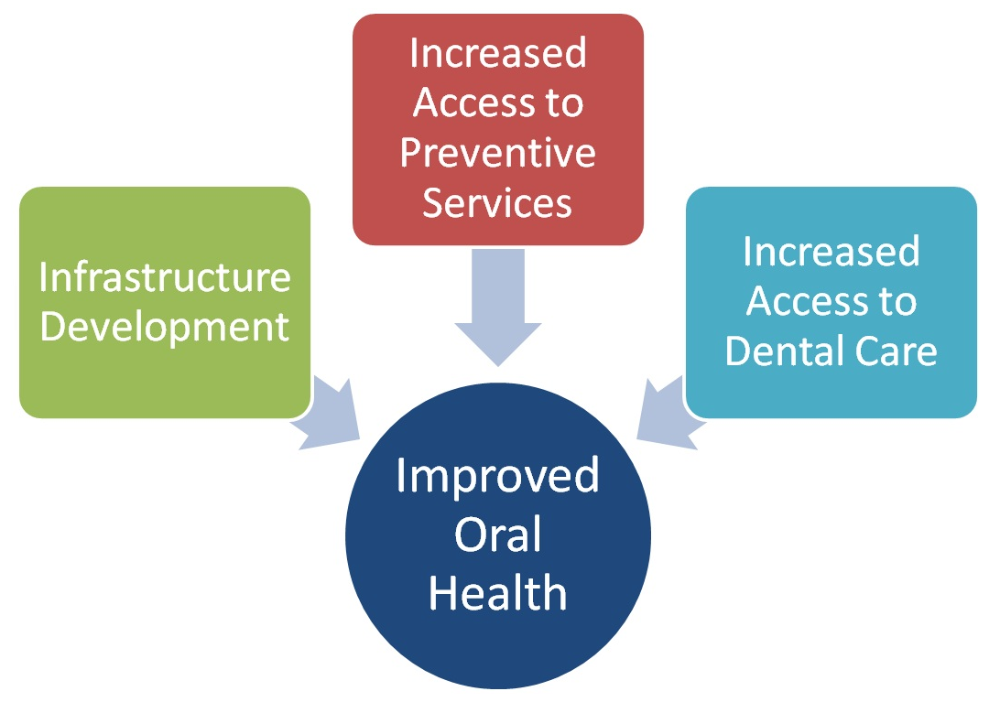 Increased
Access to
Preventive
Services
Infrastructure
Development
Increased
Access to
Dental Care
Improved
Oral
Health